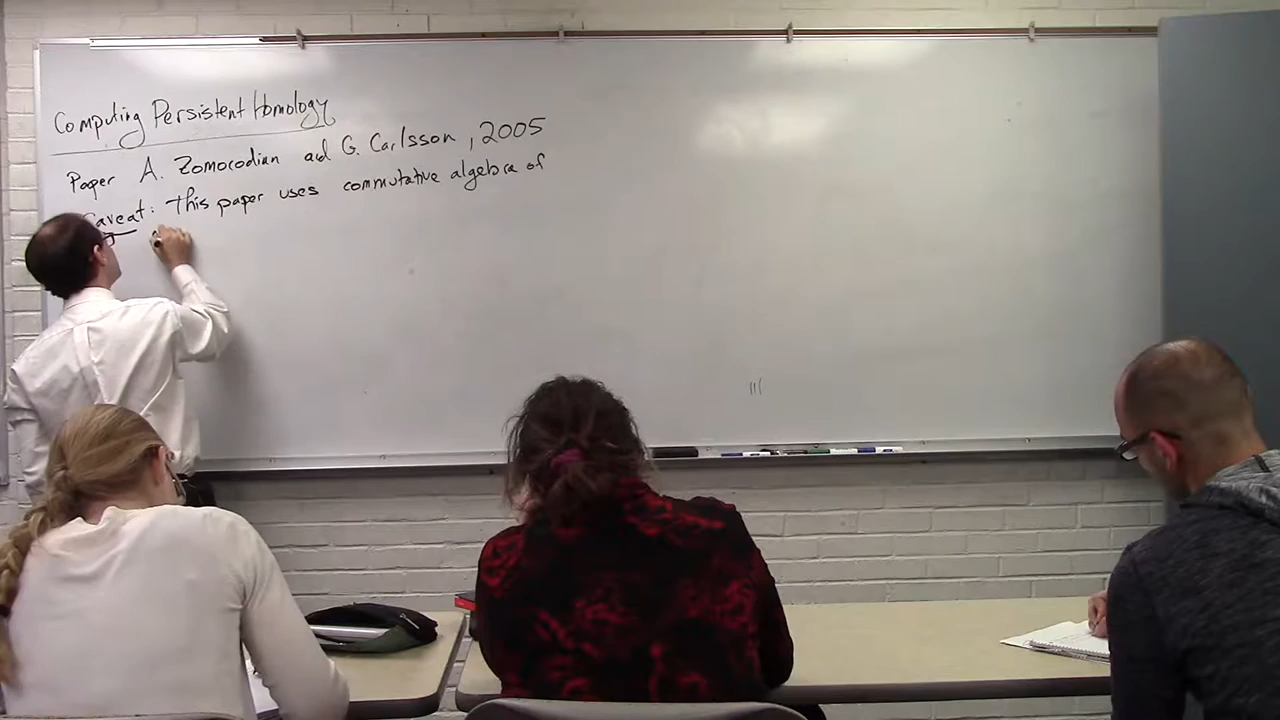 Computing Persistent Homology
Paper A. Zomorodian and G. Carlsson, 2005
Caveat: This paper uses commutative algebra of